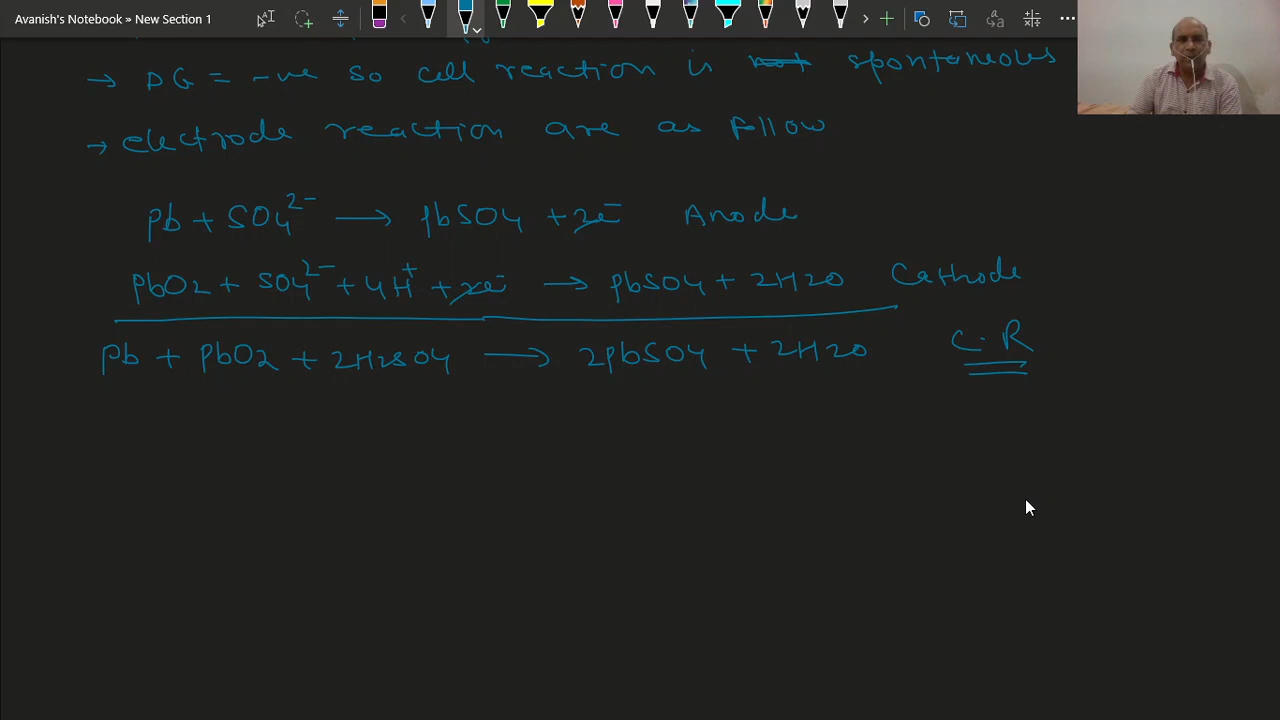 Avanish's Notebook » New Section 1
→ DG = -ve so cell reaction is not spontaneous
→ electrode reaction are as follow
Pb + SO4²⁻ → PbSO4 + 2e⁻ Anode
PbO2 + SO4²⁻ + 4H⁺ + 2e⁻ → PbSO4 + 2H2O Cathode
Pb + PbO2 + 2H2SO4 → 2PbSO4 + 2H2O C.R